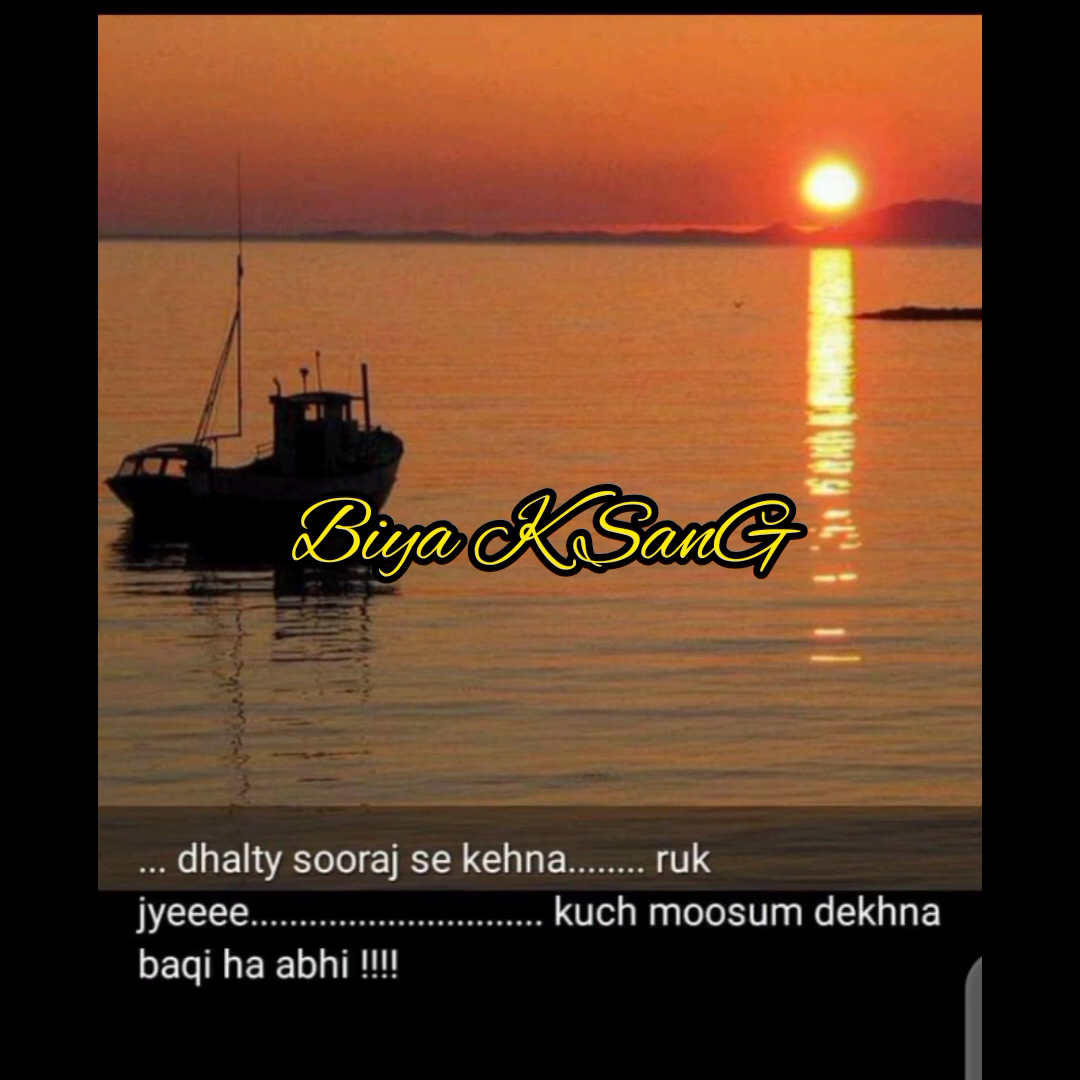 Biya K SanG
... dhalty sooraj se kehna........ ruk
jyeeee.............................. kuch moosum dekhna
baqi ha abhi !!!!